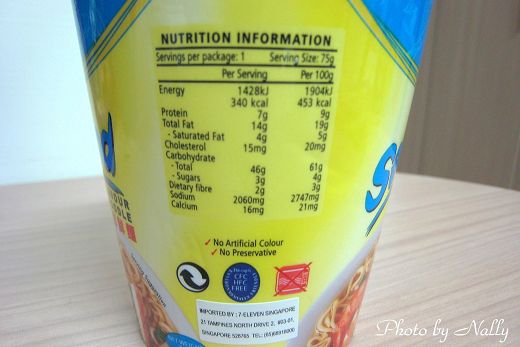 NUTRITION INFORMATION
Servings per package: 1 Serving Size: 75g
Per Serving Per 100g
Energy 1428kJ 1904kJ
340 kcal 453 kcal
Protein 7g 9g
Total Fat 14g 19g
- Saturated Fat 4g 5g
Cholesterol 15mg 20mg
Carbohydrate
- Total 46g 61g
- Sugars 3g 4g
Dietary fibre 2g 3g
Sodium 2060mg 2747mg
Calcium 16mg 21mg
✓ No Artificial Colour
✓ No Preservative
CFC
HFC
FREE
IMPORTED BY : 7-ELEVEN SINGAPORE
21 TAMPINES NORTH DRIVE 2, #03-01,
SINGAPORE 528765 TEL: (65)68918000
Photo by Nally